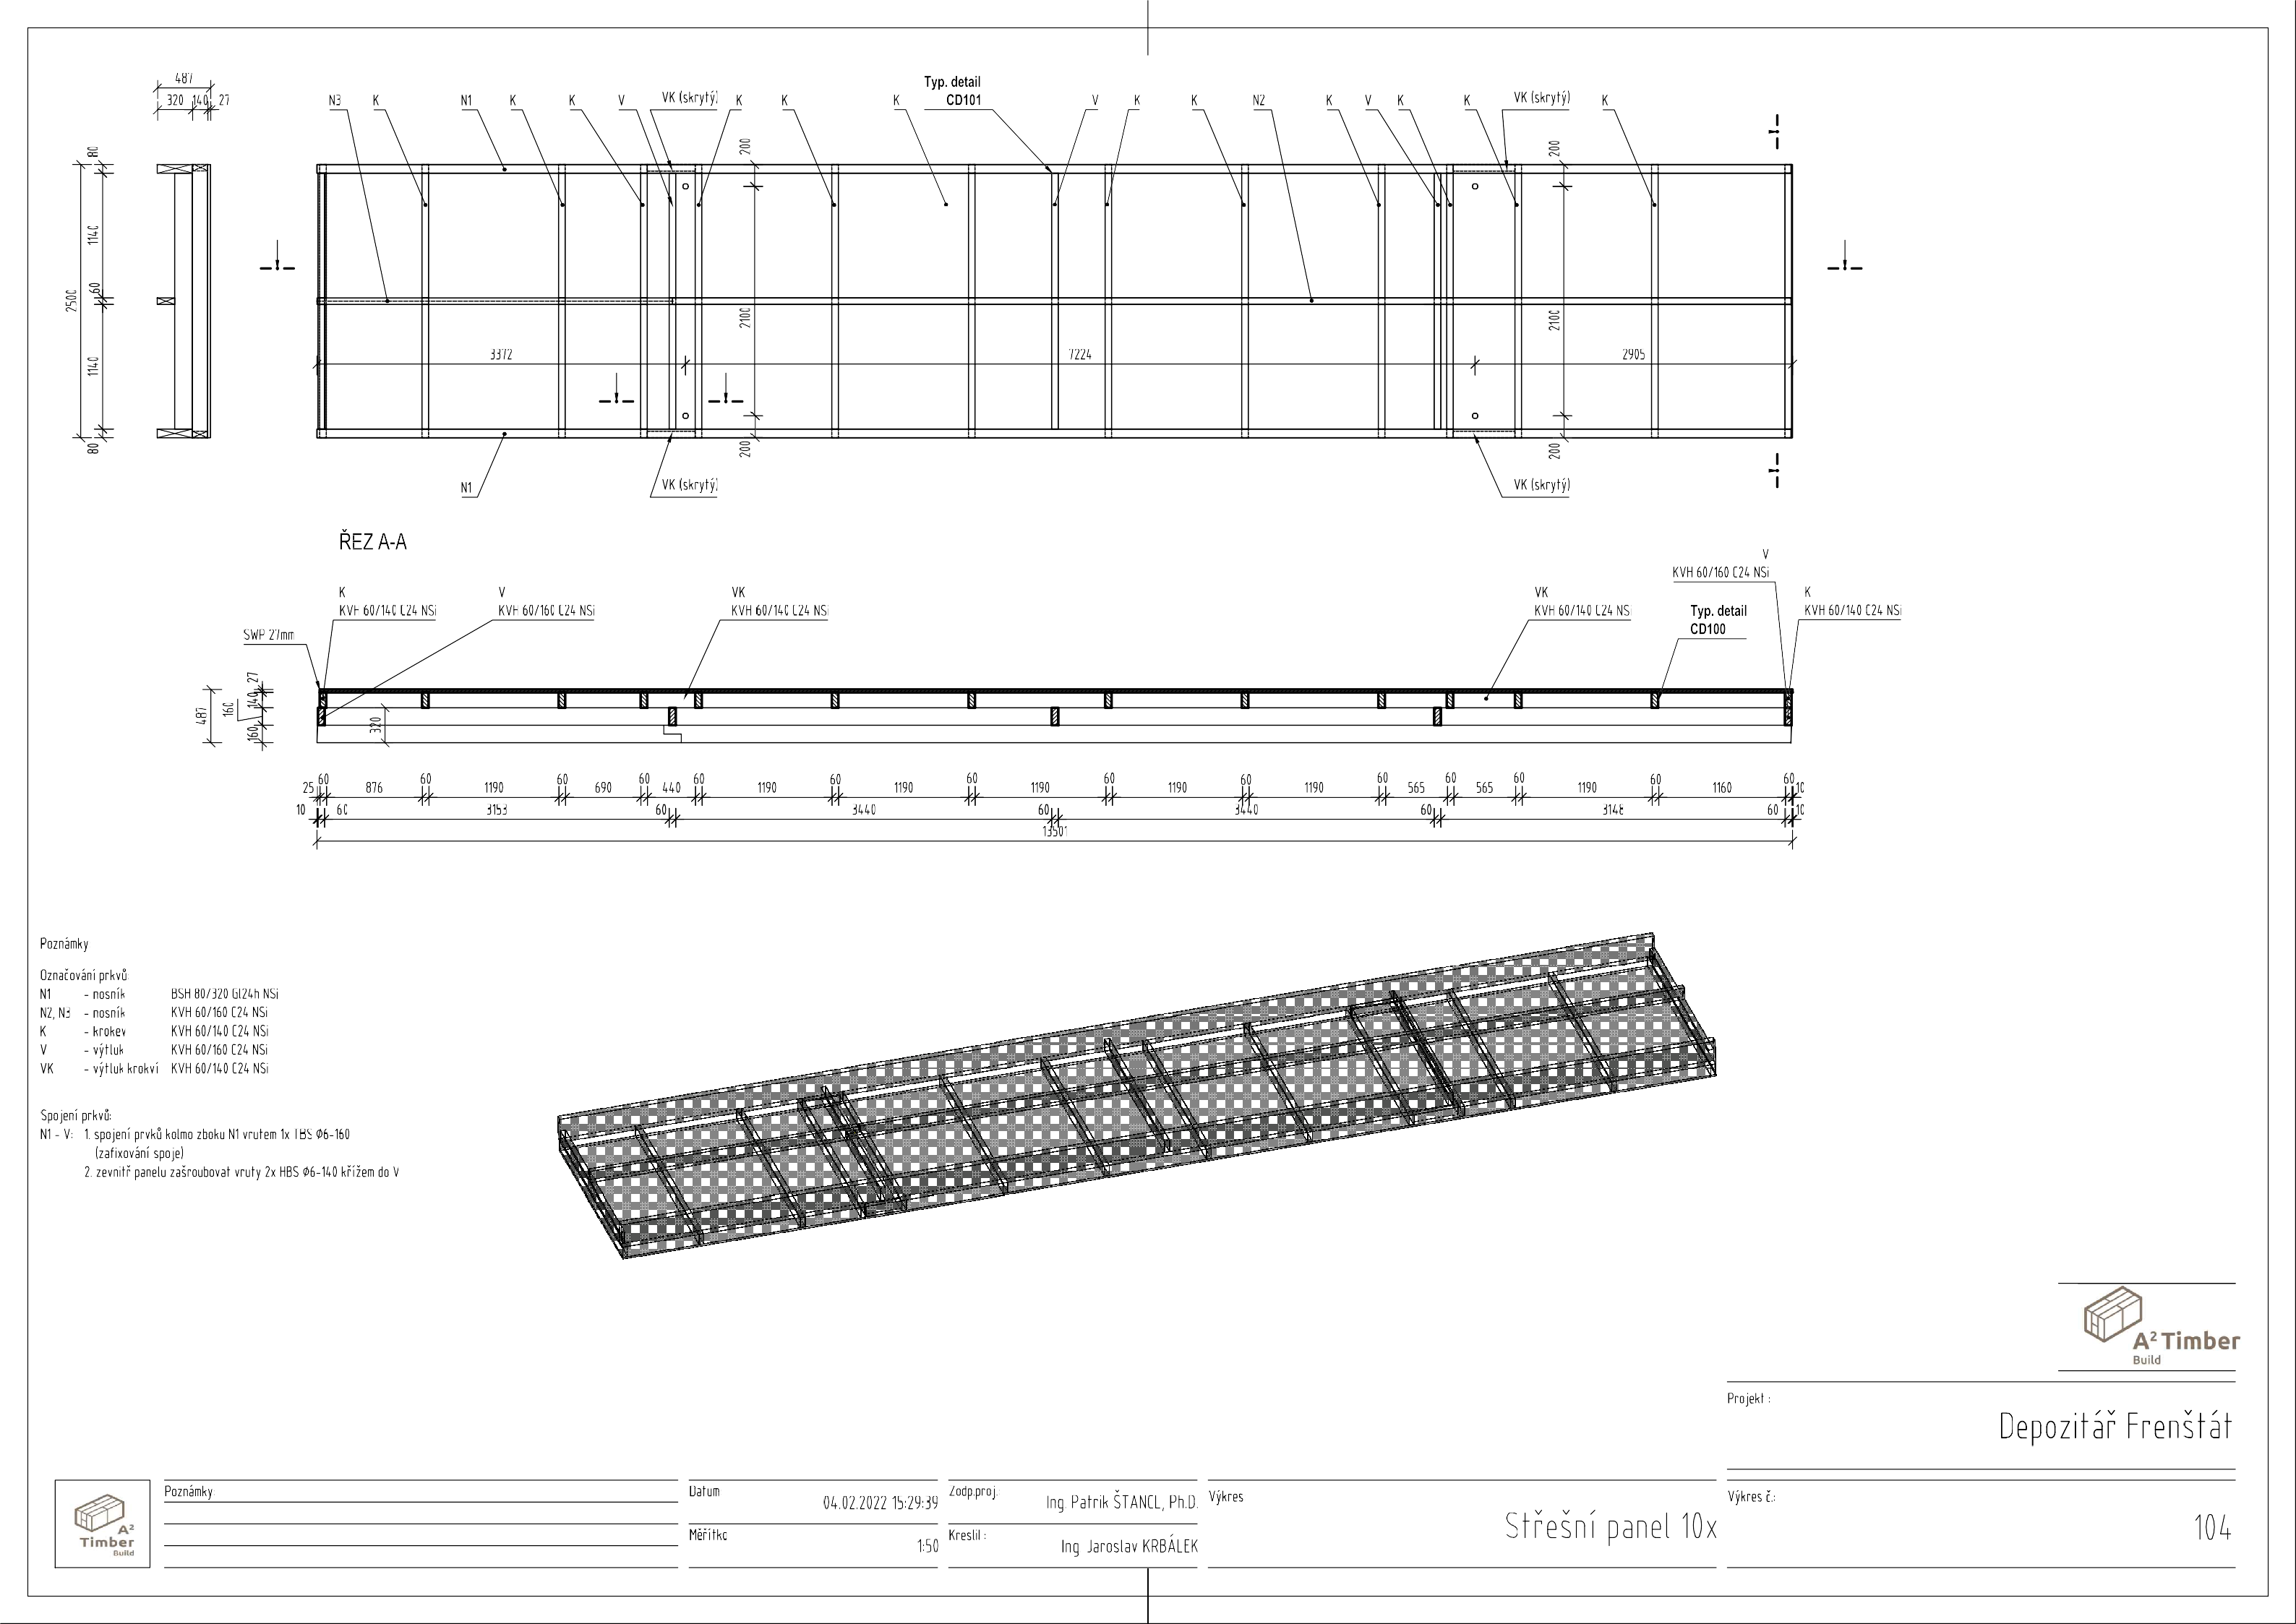 487
320 140 27
N3 K N1 K K V VK (skrytý) K K K Typ. detail
CD101 V K K N2 K V K K VK (skrytý) K
80
1140
60
2500
1140
80
200
2100
200
200
2100
200
3372 7224 2905
N1 VK (skrytý) VK (skrytý)
ŘEZ A-A
K
KVH 60/140 C24 NSi
V
KVH 60/160 C24 NSi
VK
KVH 60/140 C24 NSi
VK
KVH 60/140 C24 NS
V
KVH 60/160 C24 NSi
K
KVH 60/140 C24 NSi
Typ. detail
CD100
SWP 27mm
487
160
27
140
160
320
25 60 876 60 1190 60 690 60 440 60 1190 60 1190 60 1190 60 1190 60 1190 60 565 60 565 60 1190 60 1160 60 10
10 60 3153 60 3440 60 3440 60 3148 60 10
13501
Poznámky
Označování prvků:
N1 - nosník BSH 80/320 Gl24h NSi
N2, N3 - nosník KVH 60/160 C24 NSi
K - krokev KVH 60/140 C24 NSi
V - výtluk KVH 60/160 C24 NSi
VK - výtluk krokví KVH 60/140 C24 NSi
Spojení prvků:
N1 - V: 1. spojení prvků kolmo zboku N1 vrutem 1x TBS Ø6-160
(zafixování spoje)
2. zevnitř panelu zašroubovat vruty 2x HBS Ø6-140 křížem do V
A² Timber
Build
Projekt :
Depozitář Frenštát
A²
Timber
Build
Poznámky
Datum
04.02.2022 15:29:39
Měřítko
1:50
Zodp.proj.
Ing. Patrik ŠTANCL, Ph.D.
Kreslil :
Ing. Jaroslav KRBÁLEK
Výkres
Střešní panel 10x
Výkres č.:
104